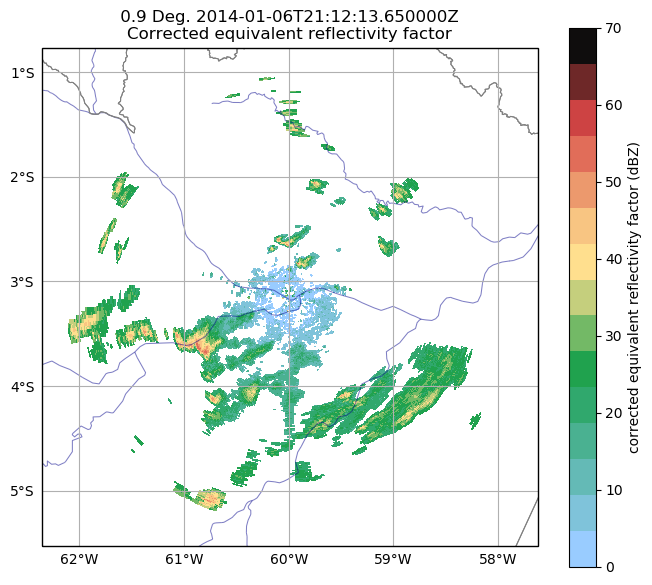 0.9 Deg. 2014-01-06T21:12:13.650000Z
Corrected equivalent reflectivity factor
1°S
2°S
3°S
4°S
5°S
62°W 61°W 60°W 59°W 58°W
70
60
50
40
30
20
10
0
corrected equivalent reflectivity factor (dBZ)